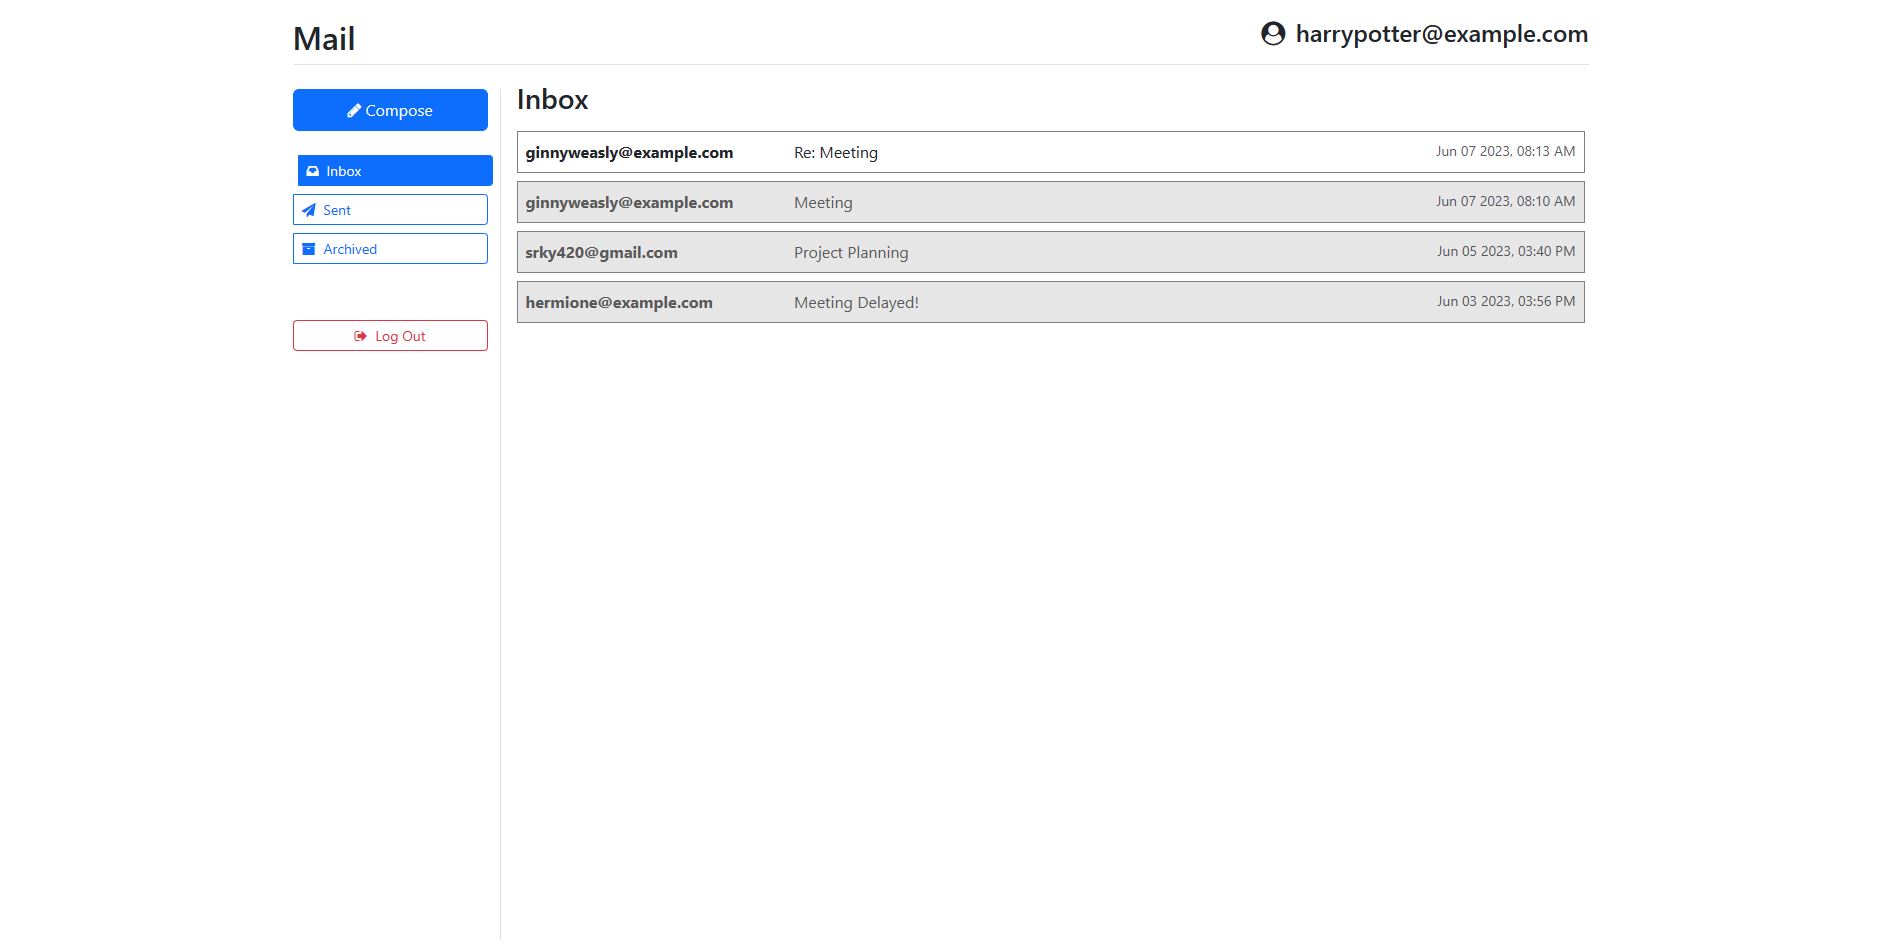 Mail
harrypotter@example.com
Compose
Inbox
Sent
Archived
Log Out
Inbox
ginnyweasly@example.com Re: Meeting Jun 07 2023, 08:13 AM
ginnyweasly@example.com Meeting Jun 07 2023, 08:10 AM
srky420@gmail.com Project Planning Jun 05 2023, 03:40 PM
hermione@example.com Meeting Delayed! Jun 03 2023, 03:56 PM